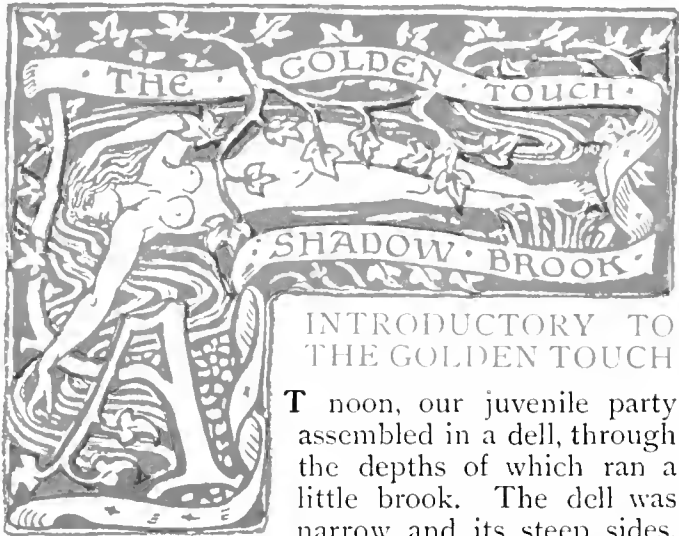 · THE · GOLDEN · TOUCH ·
· SHADOW · BROOK ·
INTRODUCTORY TO
THE GOLDEN TOUCH
AT noon, our juvenile party
assembled in a dell, through
the depths of which ran a
little brook. The dell was
narrow, and its steep sides,